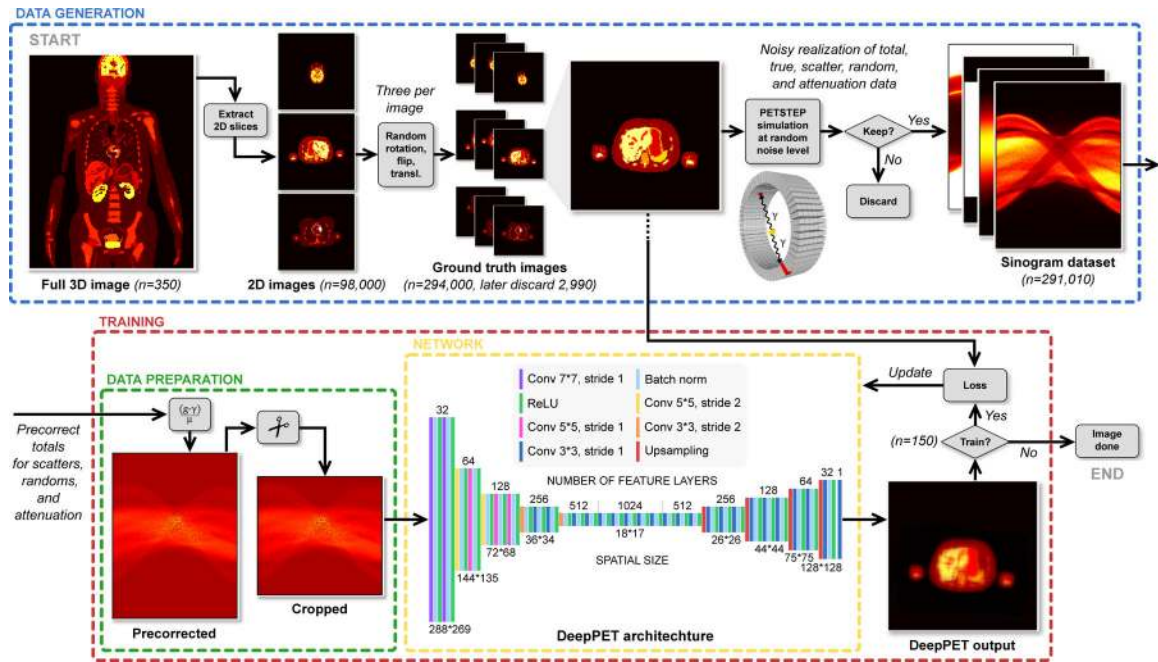 DATA GENERATION
START
Full 3D image (n=350)
Extract
2D slices
2D images (n=98,000)
Three per
image
Random
rotation,
flip,
transl.
Ground truth images
(n=294,000, later discard 2,990)
Noisy realization of total,
true, scatter, random,
and attenuation data
PETSTEP
simulation
at random
noise level
γ
γ
Keep?
Yes
No
Discard
Sinogram dataset
(n=291,010)
TRAINING
DATA PREPARATION
Precorrect
totals
for scatters,
randoms,
and
attenuation
(g-γ)
μ
Precorrected
Cropped
NETWORK
Conv 7*7, stride 1
ReLU
Conv 5*5, stride 1
Conv 3*3, stride 1
Batch norm
Conv 5*5, stride 2
Conv 3*3, stride 2
Upsampling
NUMBER OF FEATURE LAYERS
32
64
128
256
512
1024
512
256
128
64
32 1
288*269
144*135
72*68
36*34
18*17
26*26
44*44
75*75
128*128
SPATIAL SIZE
DeepPET architechture
Update
Loss
Yes
(n=150)
Train?
No
Image
done
END
DeepPET output